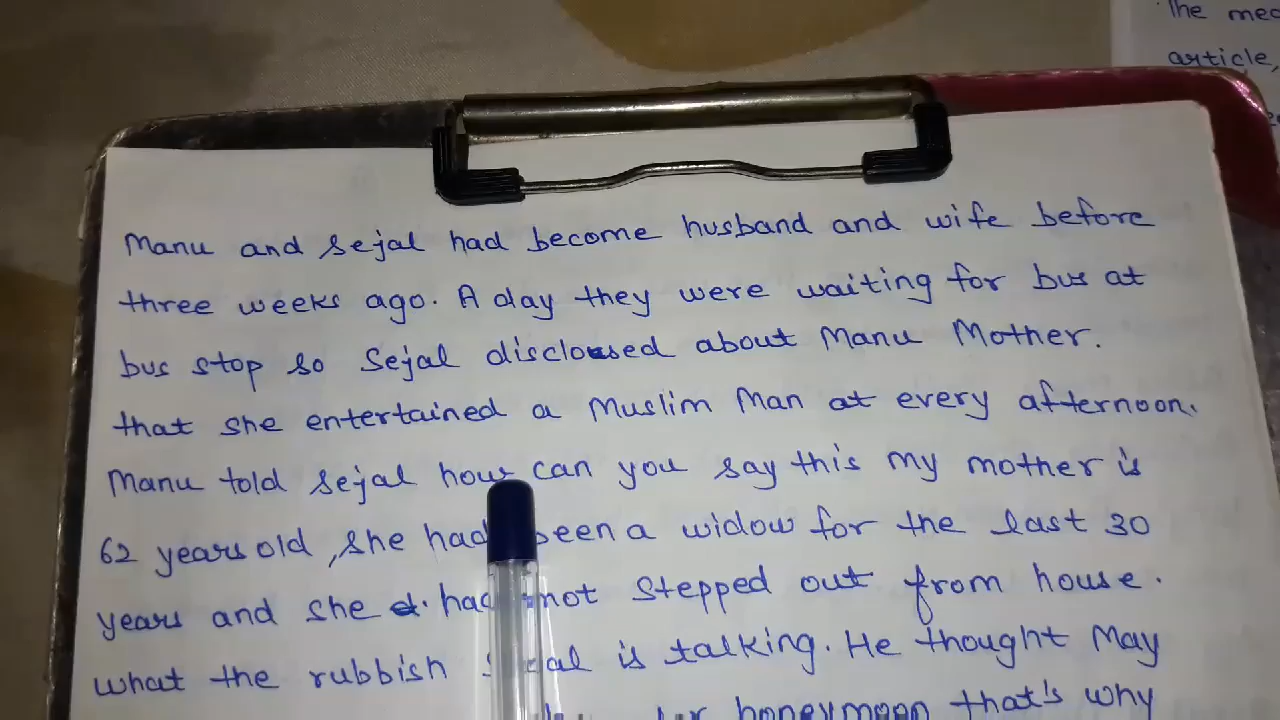 The mec
article,
Manu and Sejal had become husband and wife before
three weeks ago. A day they were waiting for bus at
bus stop so Sejal disclosed about Manu Mother.
that she entertained a Muslim Man at every afternoon.
Manu told Sejal how can you say this my mother is
62 years old, she had been a widow for the last 30
years and she had not stepped out from house.
what the rubbish is talking. He thought May
honeymoon that's why